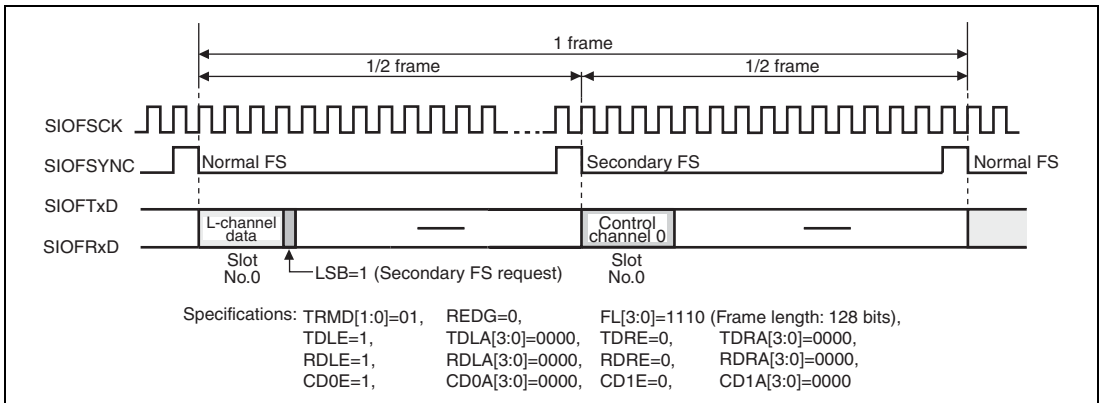 1 frame
1/2 frame 1/2 frame
SIOFSCK
SIOFSYNC Normal FS Secondary FS Normal FS
SIOFTxD
SIOFRxD
L-channel
data
Control
channel 0
Slot
No.0
LSB=1 (Secondary FS request)
Slot
No.0
Specifications: TRMD[1:0]=01, REDG=0, FL[3:0]=1110 (Frame length: 128 bits),
TDLE=1, TDLA[3:0]=0000, TDRE=0, TDRA[3:0]=0000,
RDLE=1, RDLA[3:0]=0000, RDRE=0, RDRA[3:0]=0000,
CD0E=1, CD0A[3:0]=0000, CD1E=0, CD1A[3:0]=0000